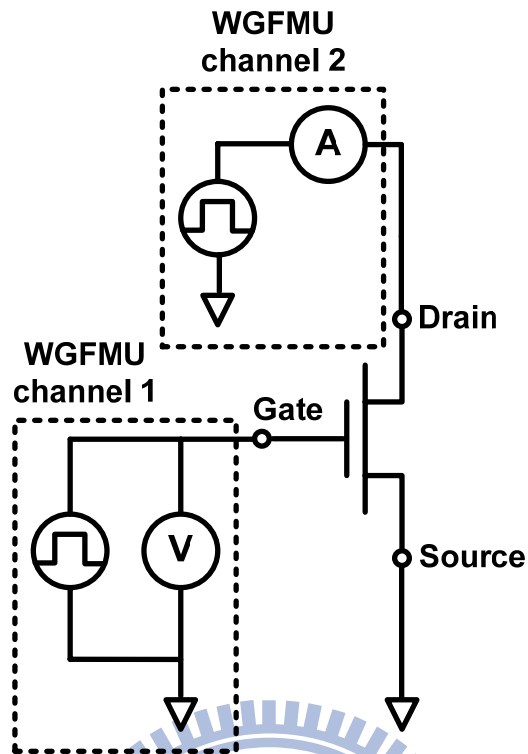 WGFMU
channel 2
A
Drain
WGFMU
channel 1
Gate
V
Source